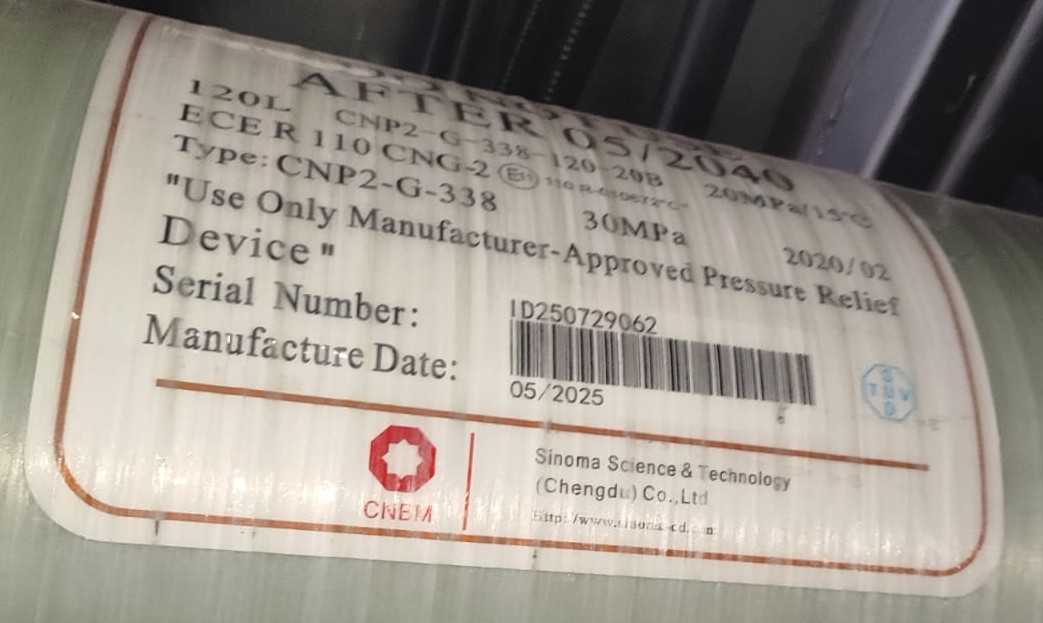 AFTER 05/2040
120L CNP2-G-338-120-20B 20MPa/15°C
ECE R 110 CNG-2
Type: CNP2-G-338 30MPa 2020/02
"Use Only Manufacturer-Approved Pressure Relief
Device"
Serial Number: ID250729062
Manufacture Date: 05/2025
TUV
CNBM
Sinoma Science & Technology
(Chengdu) Co.,Ltd